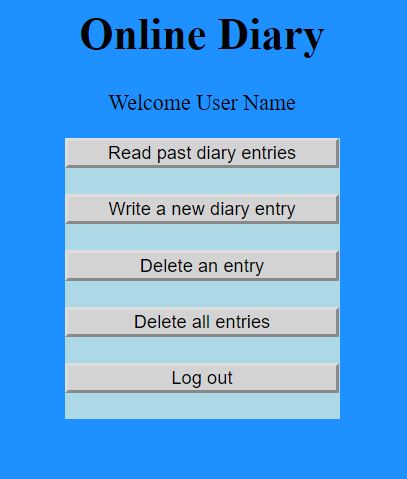 Online Diary
Welcome User Name
Read past diary entries
Write a new diary entry
Delete an entry
Delete all entries
Log out